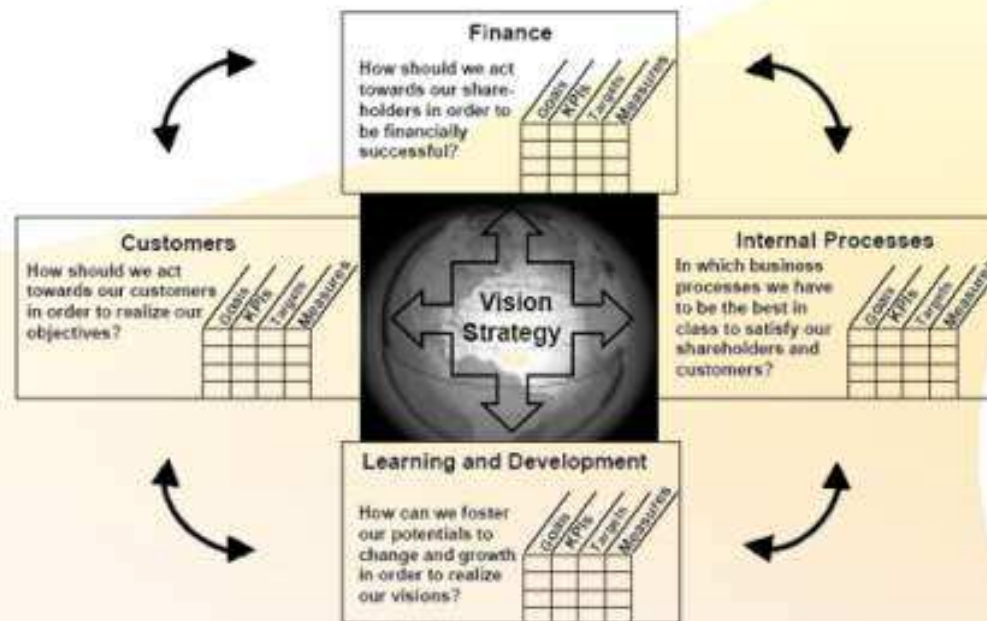 Finance
How should we act
towards our share-
holders in order to
be financially
successful?
Goals
KPIs
Targets
Measures
Customers
How should we act
towards our customers
in order to realize our
objectives?
Goals
KPIs
Targets
Measures
Vision
Strategy
Internal Processes
In which business
processes we have
to be the best in
class to satisfy our
shareholders and
customers?
Goals
KPIs
Targets
Measures
Learning and Development
How can we foster
our potentials to
change and growth
in order to realize
our visions?
Goals
KPIs
Targets
Measures